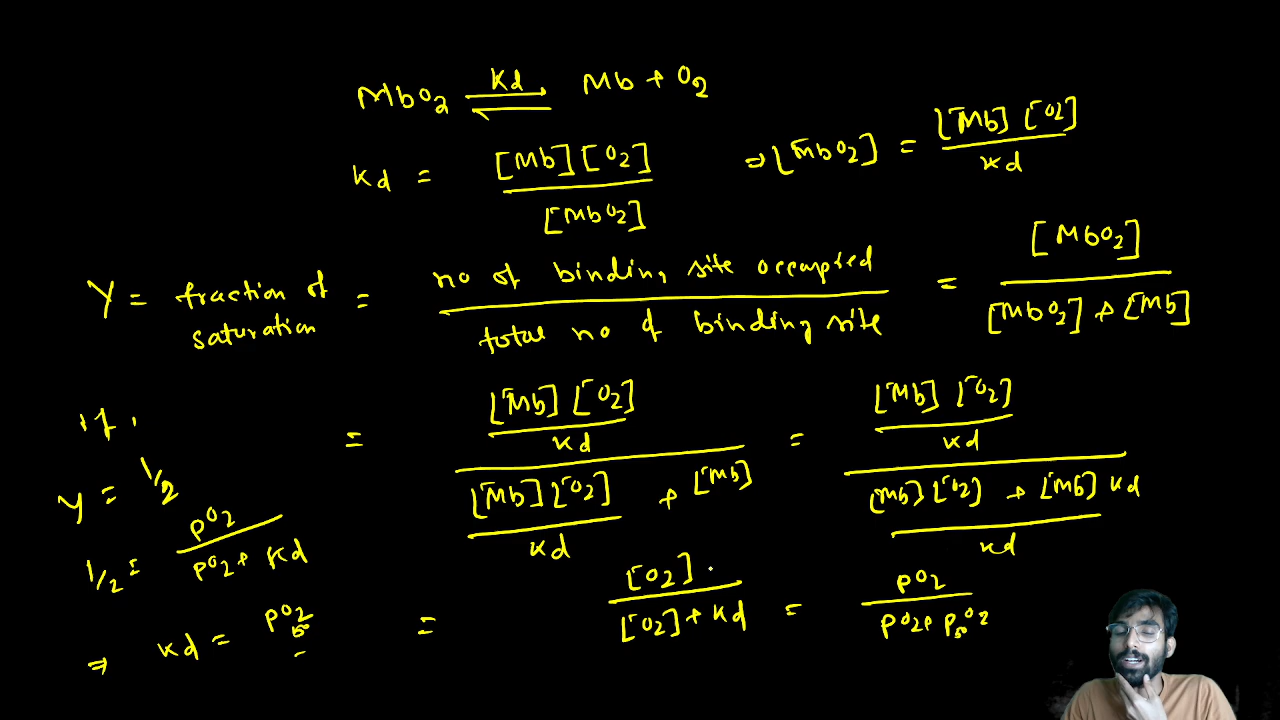 MbO2 ⇌ Kd Mb + O2
Kd = [Mb][O2] / [MbO2] ⇒ [MbO2] = [Mb][O2] / Kd
Y = fraction of saturation = no of binding site occupied / total no of binding site = [MbO2] / [MbO2] + [Mb]
= [Mb][O2] / Kd / [Mb][O2] / Kd + [Mb] = [Mb][O2] / Kd / [Mb][O2] + [Mb] Kd / Kd
= [O2] / [O2] + Kd = PO2 / PO2 + P50O2
if,
Y = 1/2
1/2 = PO2 / PO2 + Kd
⇒ Kd = P50O2